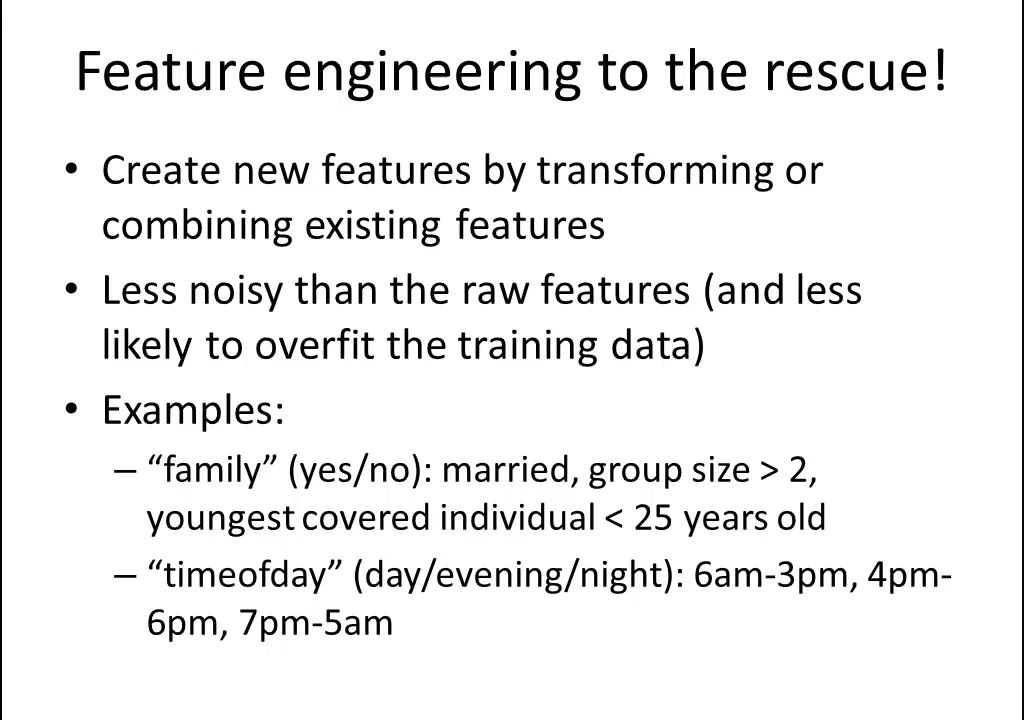 Feature engineering to the rescue!
• Create new features by transforming or
combining existing features
• Less noisy than the raw features (and less
likely to overfit the training data)
• Examples:
– “family” (yes/no): married, group size > 2,
youngest covered individual < 25 years old
– “timeofday” (day/evening/night): 6am-3pm, 4pm-
6pm, 7pm-5am